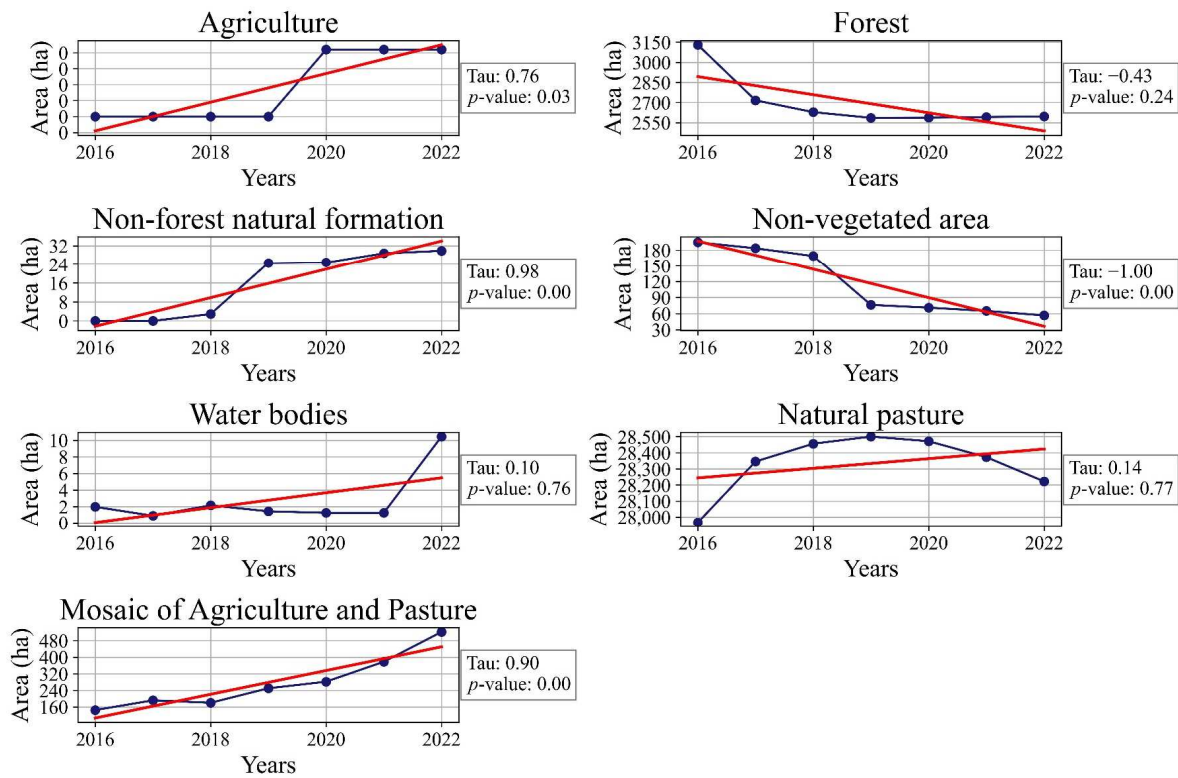 Agriculture
Area (ha)
0
0
0
0
0
0
2016
2018
2020
2022
Years
Tau: 0.76
p-value: 0.03
Forest
Area (ha)
3150
3000
2850
2700
2550
2016
2018
2020
2022
Years
Tau: −0.43
p-value: 0.24
Non-forest natural formation
Area (ha)
32
24
16
8
0
2016
2018
2020
2022
Years
Tau: 0.98
p-value: 0.00
Non-vegetated area
Area (ha)
180
150
120
90
60
30
2016
2018
2020
2022
Years
Tau: −1.00
p-value: 0.00
Water bodies
Area (ha)
10
8
6
4
2
0
2016
2018
2020
2022
Years
Tau: 0.10
p-value: 0.76
Natural pasture
Area (ha)
28,500
28,400
28,300
28,200
28,100
28,000
2016
2018
2020
2022
Years
Tau: 0.14
p-value: 0.77
Mosaic of Agriculture and Pasture
Area (ha)
480
400
320
240
160
2016
2018
2020
2022
Years
Tau: 0.90
p-value: 0.00